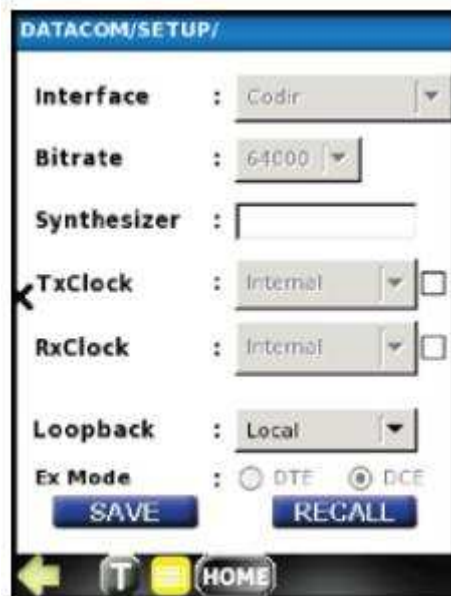 DATACOM/SETUP/
Interface : Codir
Bitrate : 64000
Synthesizer :
TxClock : Internal
RxClock : Internal
Loopback : Local
Ex Mode : DTE DCE
SAVE RECALL
T HOME